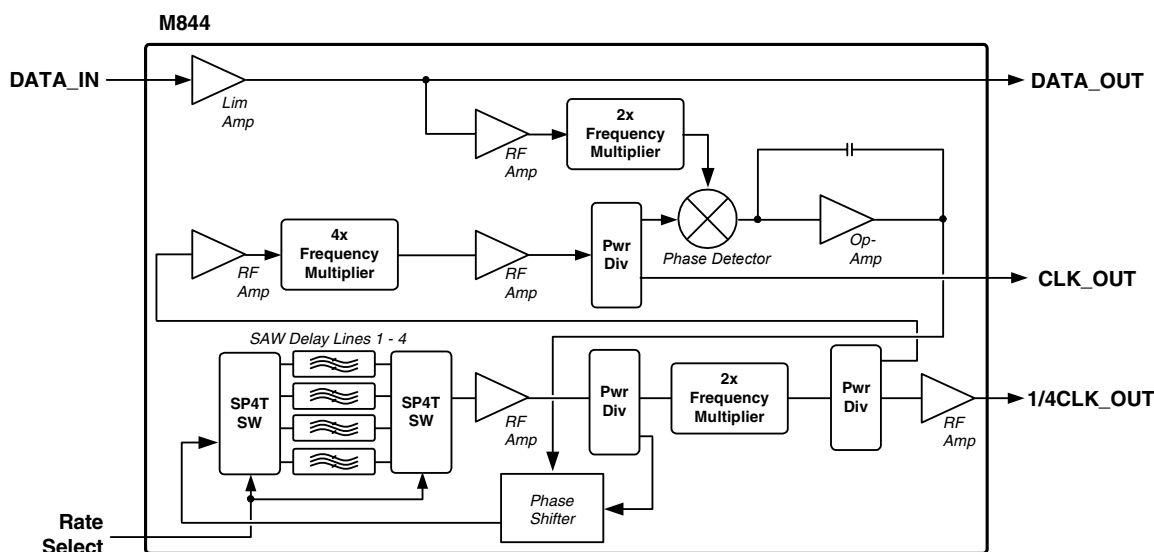 M844
DATA_IN
DATA_OUT
Lim
Amp
RF
Amp
2x
Frequency
Multiplier
RF
Amp
4x
Frequency
Multiplier
RF
Amp
Pwr
Div
Phase Detector
Op-
Amp
CLK_OUT
SAW Delay Lines 1 - 4
SP4T
SW
SP4T
SW
RF
Amp
Pwr
Div
2x
Frequency
Multiplier
Pwr
Div
RF
Amp
1/4CLK_OUT
Phase
Shifter
Rate
Select